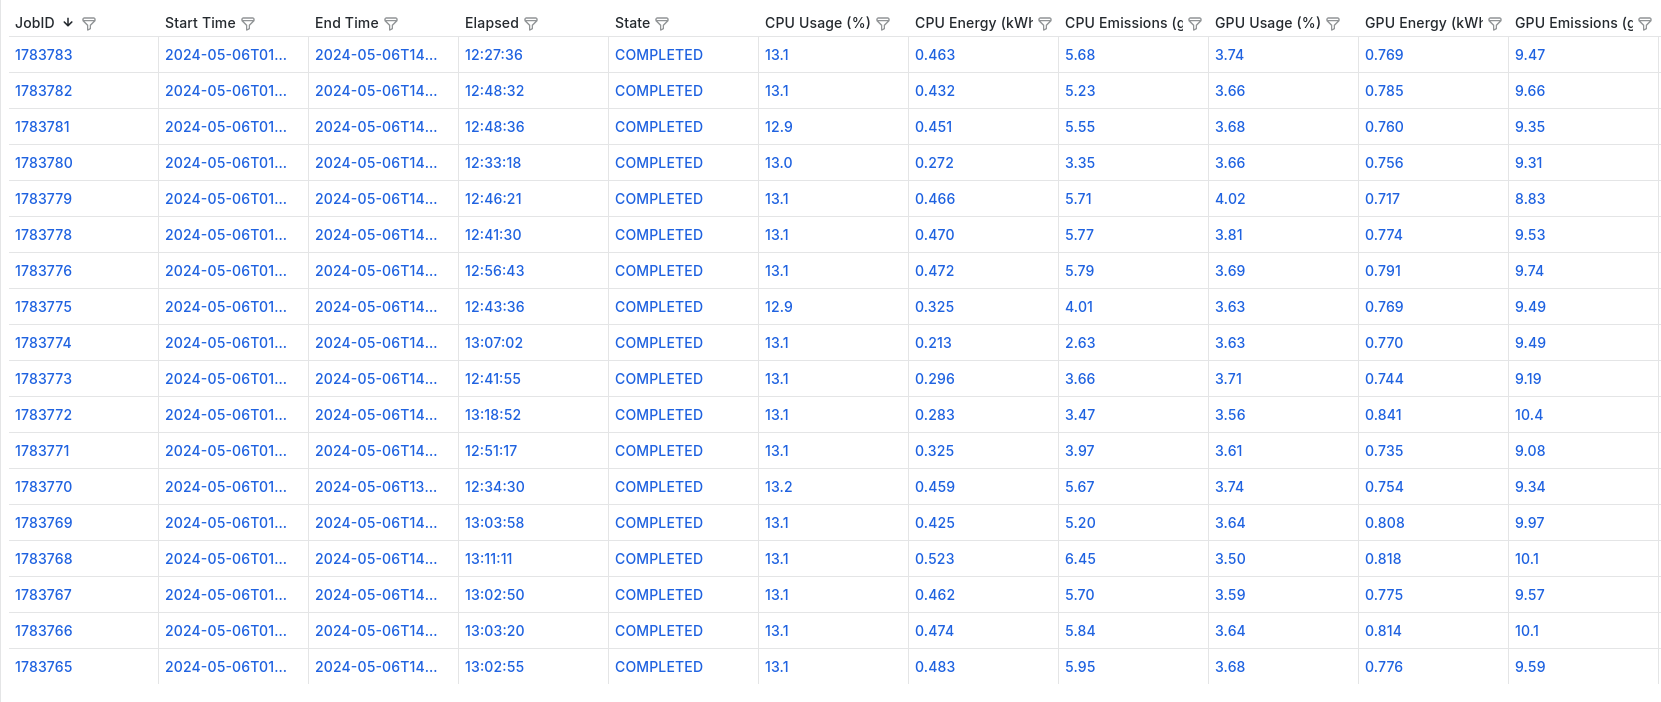 JobID Start Time End Time Elapsed State CPU Usage (%) CPU Energy (kWh CPU Emissions (g GPU Usage (%) GPU Energy (kWh GPU Emissions (g
1783783 2024-05-06T01... 2024-05-06T14... 12:27:36 COMPLETED 13.1 0.463 5.68 3.74 0.769 9.47
1783782 2024-05-06T01... 2024-05-06T14... 12:48:32 COMPLETED 13.1 0.432 5.23 3.66 0.785 9.66
1783781 2024-05-06T01... 2024-05-06T14... 12:48:36 COMPLETED 12.9 0.451 5.55 3.68 0.760 9.35
1783780 2024-05-06T01... 2024-05-06T14... 12:33:18 COMPLETED 13.0 0.272 3.35 3.66 0.756 9.31
1783779 2024-05-06T01... 2024-05-06T14... 12:46:21 COMPLETED 13.1 0.466 5.71 4.02 0.717 8.83
1783778 2024-05-06T01... 2024-05-06T14... 12:41:30 COMPLETED 13.1 0.470 5.77 3.81 0.774 9.53
1783776 2024-05-06T01... 2024-05-06T14... 12:56:43 COMPLETED 13.1 0.472 5.79 3.69 0.791 9.74
1783775 2024-05-06T01... 2024-05-06T14... 12:43:36 COMPLETED 12.9 0.325 4.01 3.63 0.769 9.49
1783774 2024-05-06T01... 2024-05-06T14... 13:07:02 COMPLETED 13.1 0.213 2.63 3.63 0.770 9.49
1783773 2024-05-06T01... 2024-05-06T14... 12:41:55 COMPLETED 13.1 0.296 3.66 3.71 0.744 9.19
1783772 2024-05-06T01... 2024-05-06T14... 13:18:52 COMPLETED 13.1 0.283 3.47 3.56 0.841 10.4
1783771 2024-05-06T01... 2024-05-06T14... 12:51:17 COMPLETED 13.1 0.325 3.97 3.61 0.735 9.08
1783770 2024-05-06T01... 2024-05-06T13... 12:34:30 COMPLETED 13.2 0.459 5.67 3.74 0.754 9.34
1783769 2024-05-06T01... 2024-05-06T14... 13:03:58 COMPLETED 13.1 0.425 5.20 3.64 0.808 9.97
1783768 2024-05-06T01... 2024-05-06T14... 13:11:11 COMPLETED 13.1 0.523 6.45 3.50 0.818 10.1
1783767 2024-05-06T01... 2024-05-06T14... 13:02:50 COMPLETED 13.1 0.462 5.70 3.59 0.775 9.57
1783766 2024-05-06T01... 2024-05-06T14... 13:03:20 COMPLETED 13.1 0.474 5.84 3.64 0.814 10.1
1783765 2024-05-06T01... 2024-05-06T14... 13:02:55 COMPLETED 13.1 0.483 5.95 3.68 0.776 9.59